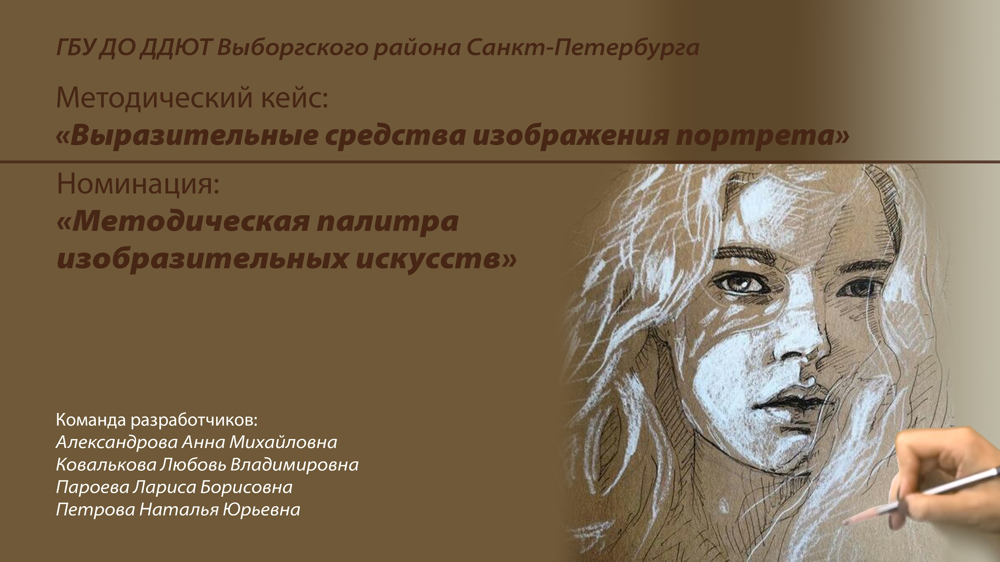 ГБУ ДО ДДЮТ Выборгского района Санкт-Петербурга
Методический кейс:
«Выразительные средства изображения портрета»
Номинация:
«Методическая палитра
изобразительных искусств»
Команда разработчиков:
Александрова Анна Михайловна
Ковалькова Любовь Владимировна
Пароева Лариса Борисовна
Петрова Наталья Юрьевна